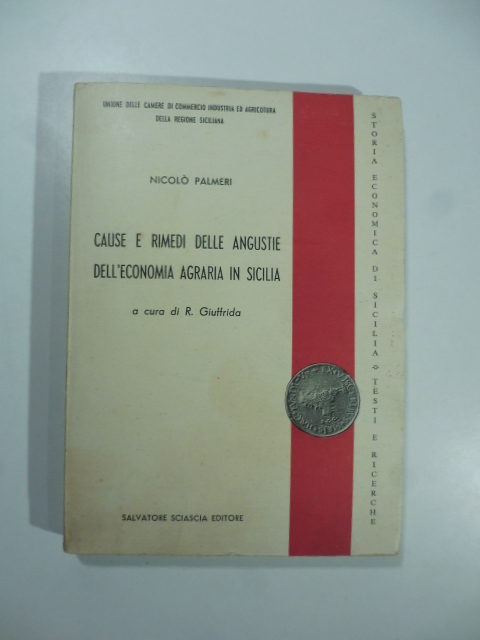 UNIONE DELLE CAMERE DI COMMERCIO INDUSTRIA ED AGRICOTURA
DELLA REGIONE SICILIANA
NICOLÒ PALMERI
CAUSE E RIMEDI DELLE ANGUSTIE
DELL'ECONOMIA AGRARIA IN SICILIA
a cura di R. Giuffrida
SALVATORE SCIASCIA EDITORE
STORIA ECONOMICA DI SICILIA ◇ TESTI E RICERCHE